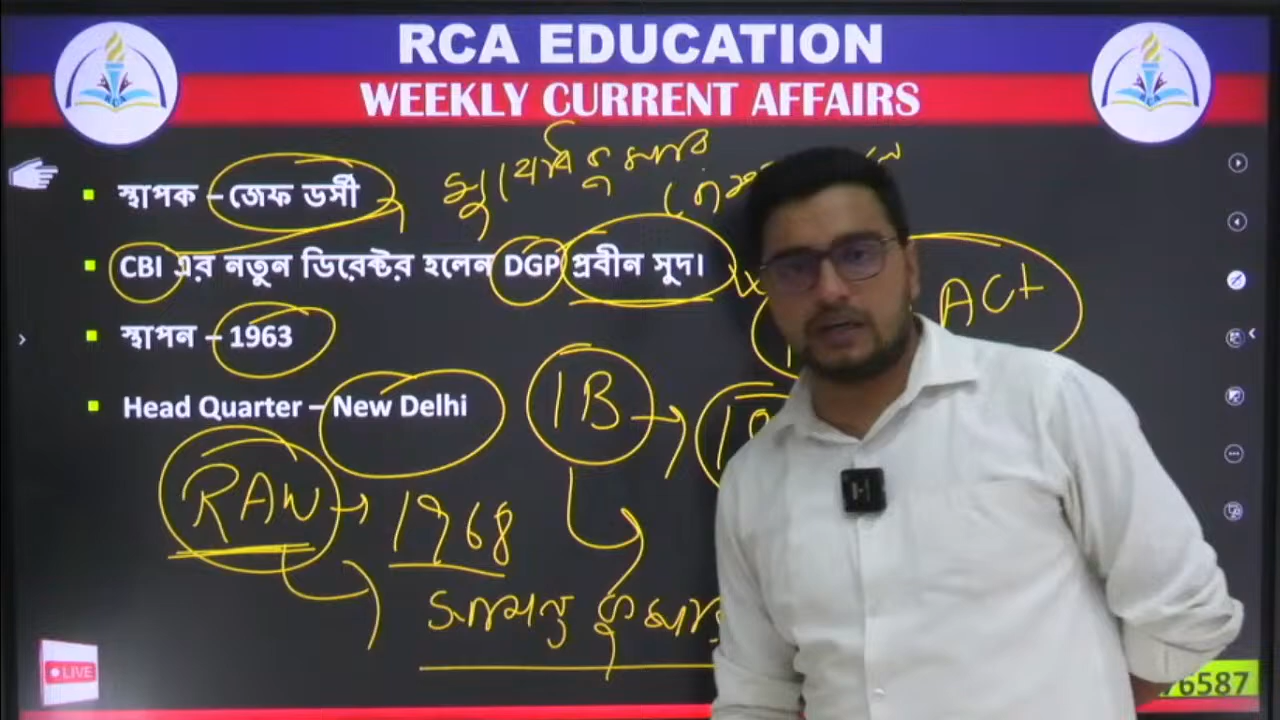 RCA EDUCATION
WEEKLY CURRENT AFFAIRS
স্থাপক – জেফ ডর্সী
CBI এর নতুন ডিরেক্টর হলেন DGP প্রবীন সুদ।
ACt
স্থাপন – 1963
Head Quarter – New Delhi
IB
RAW → 1968
LIVE
76587